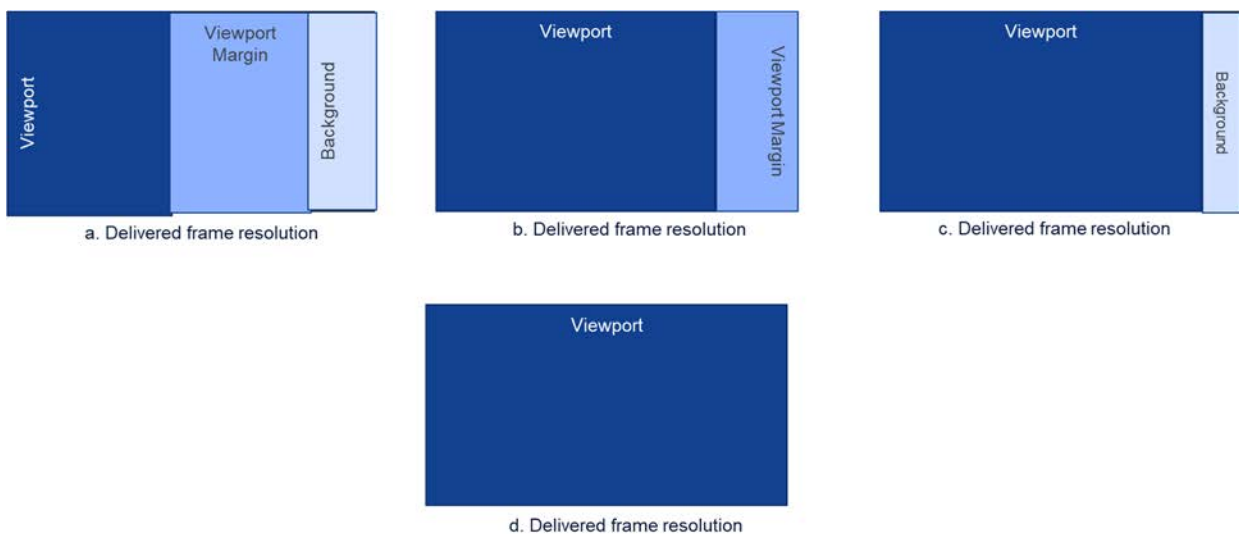 Viewport
Viewport
Margin
Background
a. Delivered frame resolution
Viewport
Viewport Margin
b. Delivered frame resolution
Viewport
Background
c. Delivered frame resolution
Viewport
d. Delivered frame resolution